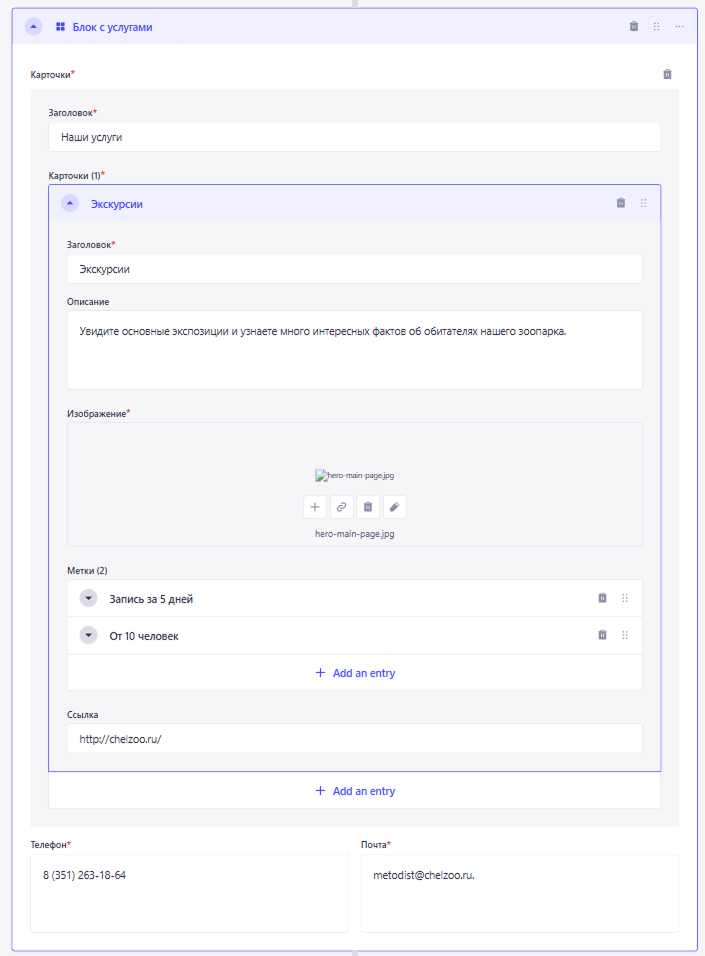 Блок с услугами
Карточки*
Заголовок*
Наши услуги
Карточки (1)*
Экскурсии
Заголовок*
Экскурсии
Описание
Увидите основные экспозиции и узнаете много интересных фактов об обитателях нашего зоопарка.
Изображение*
hero-main-page.jpg
hero-main-page.jpg
Метки (2)
Запись за 5 дней
От 10 человек
Add an entry
Ссылка
http://chelzoo.ru/
Add an entry
Телефон* Почта*
8 (351) 263-18-64 metodist@chelzoo.ru.